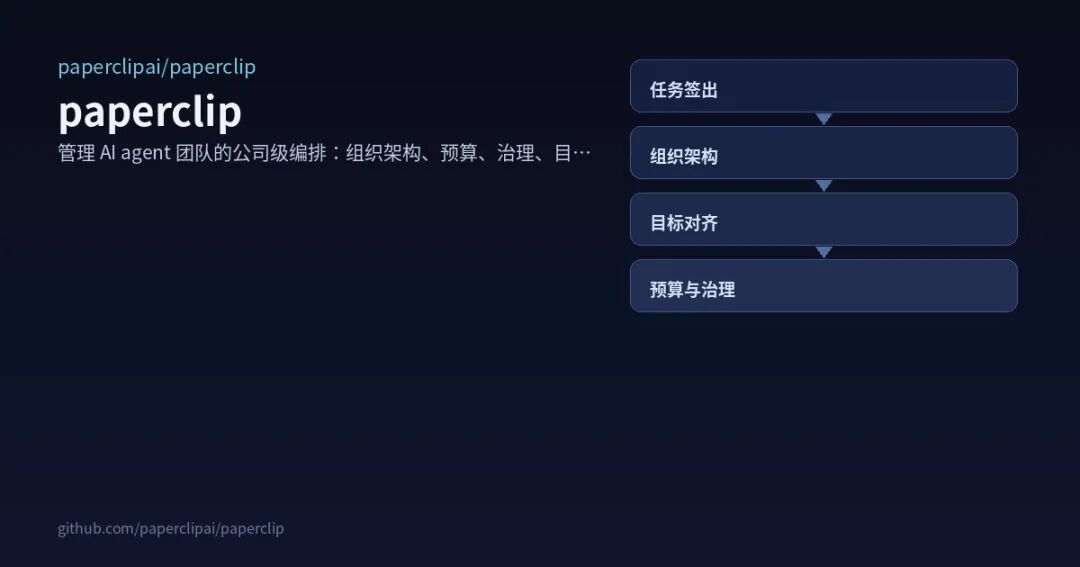 paperclipai/paperclip
paperclip
管理 AI agent 团队的公司级编排：组织架构、预算、治理、目…
任务签出
组织架构
目标对齐
预算与治理
github.com/paperclipai/paperclip